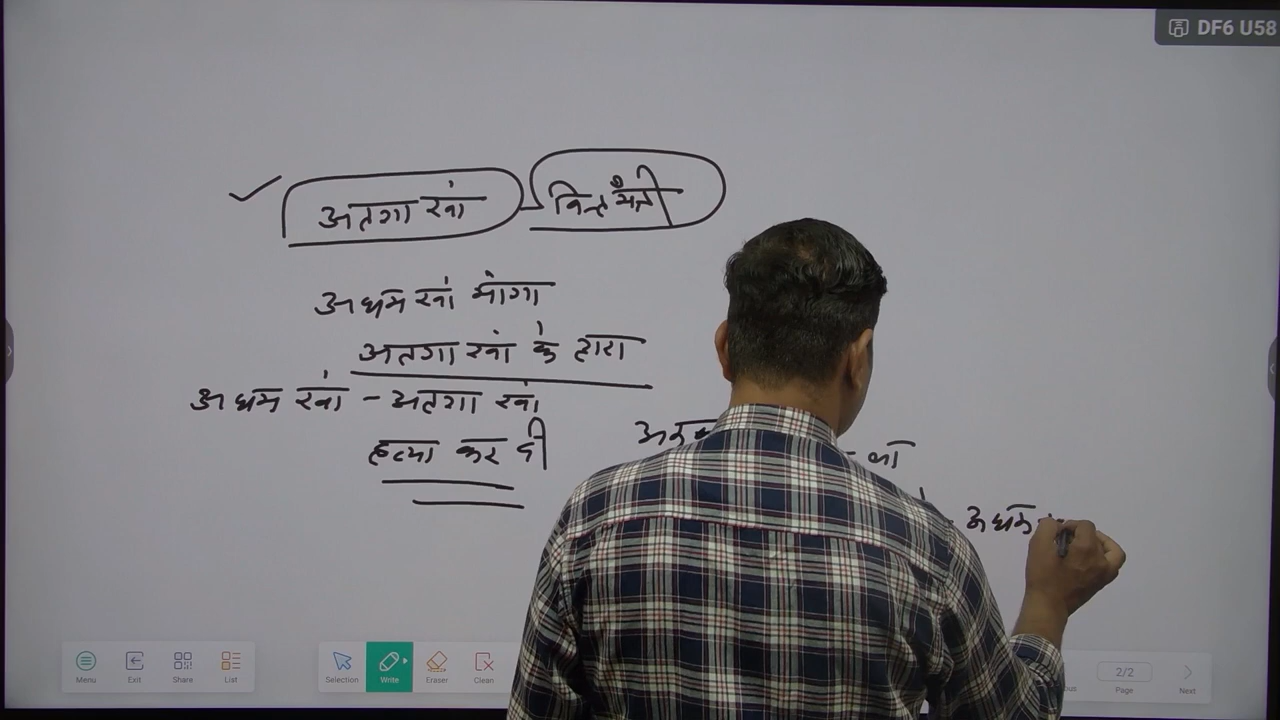 DF6 U58
अतगा खां वित्त मंत्री
अधम खां मांगा
अतगा खां के द्वारा
अधम खां - अतगा खां
हत्या कर दी
- का
अधम
Menu Exit Share List Selection Write Eraser Clean 2/2 Page Next